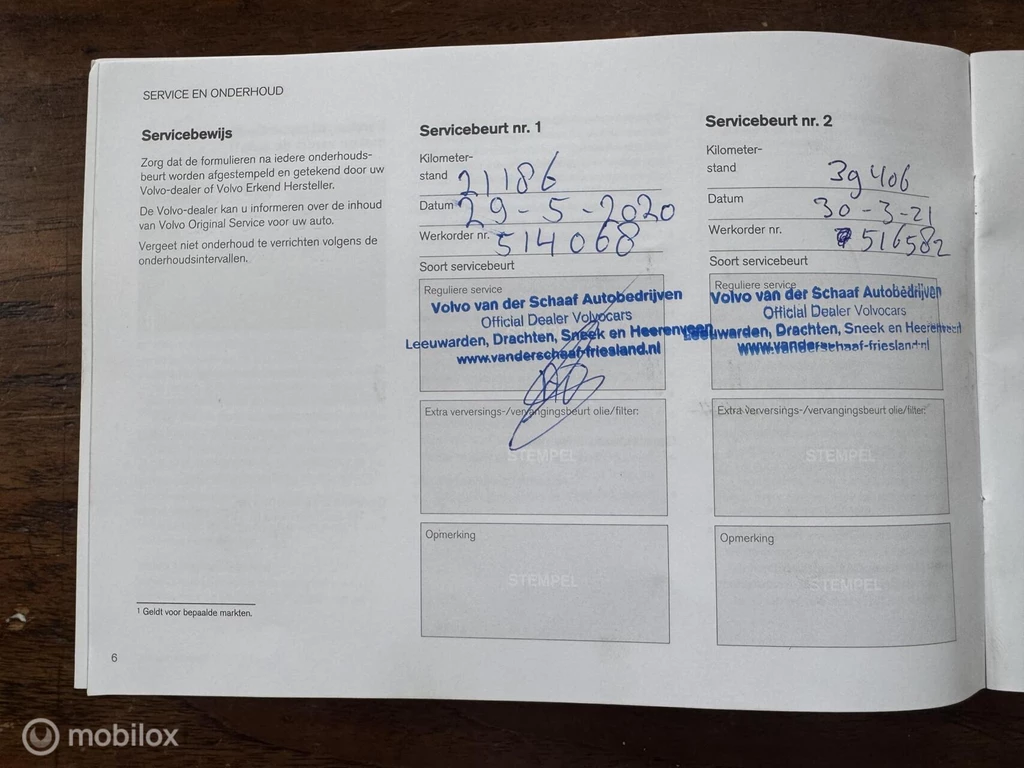 SERVICE EN ONDERHOUD
Servicebewijs
Zorg dat de formulieren na iedere onderhouds-
beurt worden afgestempeld en getekend door uw
Volvo-dealer of Volvo Erkend Hersteller.
De Volvo-dealer kan u informeren over de inhoud
van Volvo Original Service voor uw auto.
Vergeet niet onderhoud te verrichten volgens de
onderhoudsintervallen.
1 Geldt voor bepaalde markten.
6
Servicebeurt nr. 1
Kilometer-
stand 21186
Datum 29-5-2020
Werkorder nr. 514068
Soort servicebeurt
Reguliere service
Volvo van der Schaaf Autobedrijven
Official Dealer Volvocars
Leeuwarden, Drachten, Sneek en Heerenveen
www.vanderschaaf-friesland.nl
Extra verversings-/vervangingsbeurt olie/filter:
STEMPEL
Opmerking
STEMPEL
Servicebeurt nr. 2
Kilometer-
stand 39406
Datum 30-3-21
Werkorder nr. 516582
Soort servicebeurt
Reguliere service
Volvo van der Schaaf Autobedrijven
Official Dealer Volvocars
Leeuwarden, Drachten, Sneek en Heerenveen
www.vanderschaaf-friesland.nl
Extra verversings-/vervangingsbeurt olie/filter:
STEMPEL
Opmerking
STEMPEL
mobilox